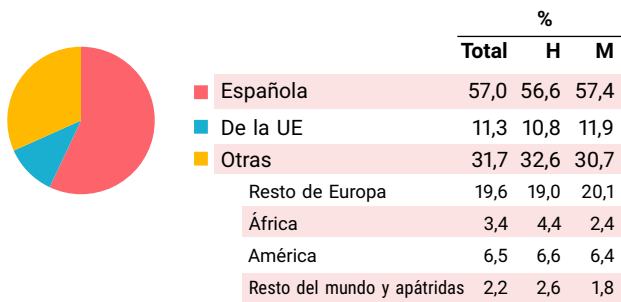 %
Total H M
Española 57,0 56,6 57,4
De la UE 11,3 10,8 11,9
Otras 31,7 32,6 30,7
Resto de Europa 19,6 19,0 20,1
África 3,4 4,4 2,4
América 6,5 6,6 6,4
Resto del mundo y apátridas 2,2 2,6 1,8